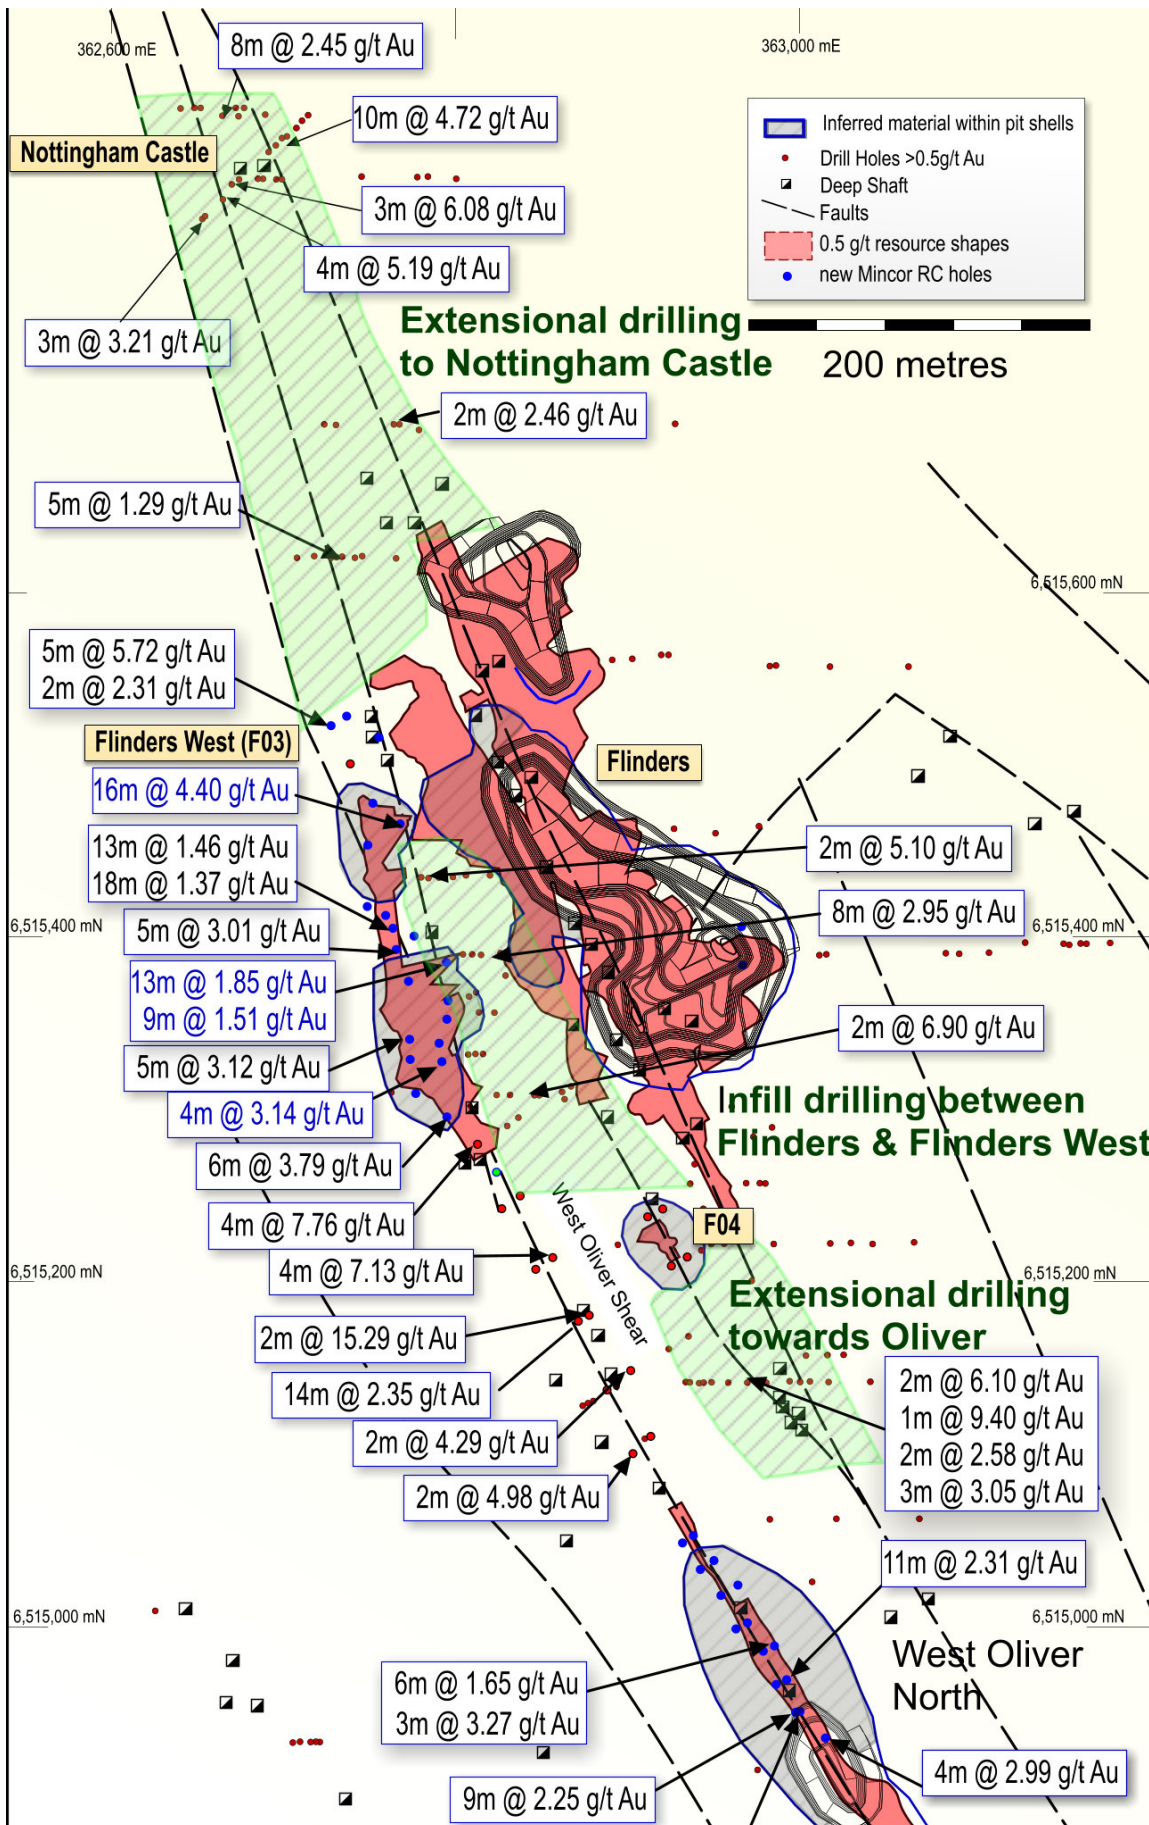 362,600 mE
363,000 mE
8m @ 2.45 g/t Au
10m @ 4.72 g/t Au
Nottingham Castle
3m @ 6.08 g/t Au
4m @ 5.19 g/t Au
3m @ 3.21 g/t Au
Inferred material within pit shells
Drill Holes >0.5g/t Au
Deep Shaft
Faults
0.5 g/t resource shapes
new Mincor RC holes
200 metres
Extensional drilling
to Nottingham Castle
2m @ 2.46 g/t Au
5m @ 1.29 g/t Au
6,515,600 mN
5m @ 5.72 g/t Au
2m @ 2.31 g/t Au
Flinders West (F03)
Flinders
16m @ 4.40 g/t Au
13m @ 1.46 g/t Au
18m @ 1.37 g/t Au
2m @ 5.10 g/t Au
8m @ 2.95 g/t Au
6,515,400 mN
6,515,400 mN
5m @ 3.01 g/t Au
13m @ 1.85 g/t Au
9m @ 1.51 g/t Au
2m @ 6.90 g/t Au
5m @ 3.12 g/t Au
4m @ 3.14 g/t Au
Infill drilling between
Flinders & Flinders West
6m @ 3.79 g/t Au
4m @ 7.76 g/t Au
West Oliver Shear
F04
4m @ 7.13 g/t Au
6,515,200 mN
6,515,200 mN
Extensional drilling
towards Oliver
2m @ 15.29 g/t Au
14m @ 2.35 g/t Au
2m @ 4.29 g/t Au
2m @ 4.98 g/t Au
2m @ 6.10 g/t Au
1m @ 9.40 g/t Au
2m @ 2.58 g/t Au
3m @ 3.05 g/t Au
11m @ 2.31 g/t Au
6,515,000 mN
6,515,000 mN
West Oliver
North
6m @ 1.65 g/t Au
3m @ 3.27 g/t Au
4m @ 2.99 g/t Au
9m @ 2.25 g/t Au